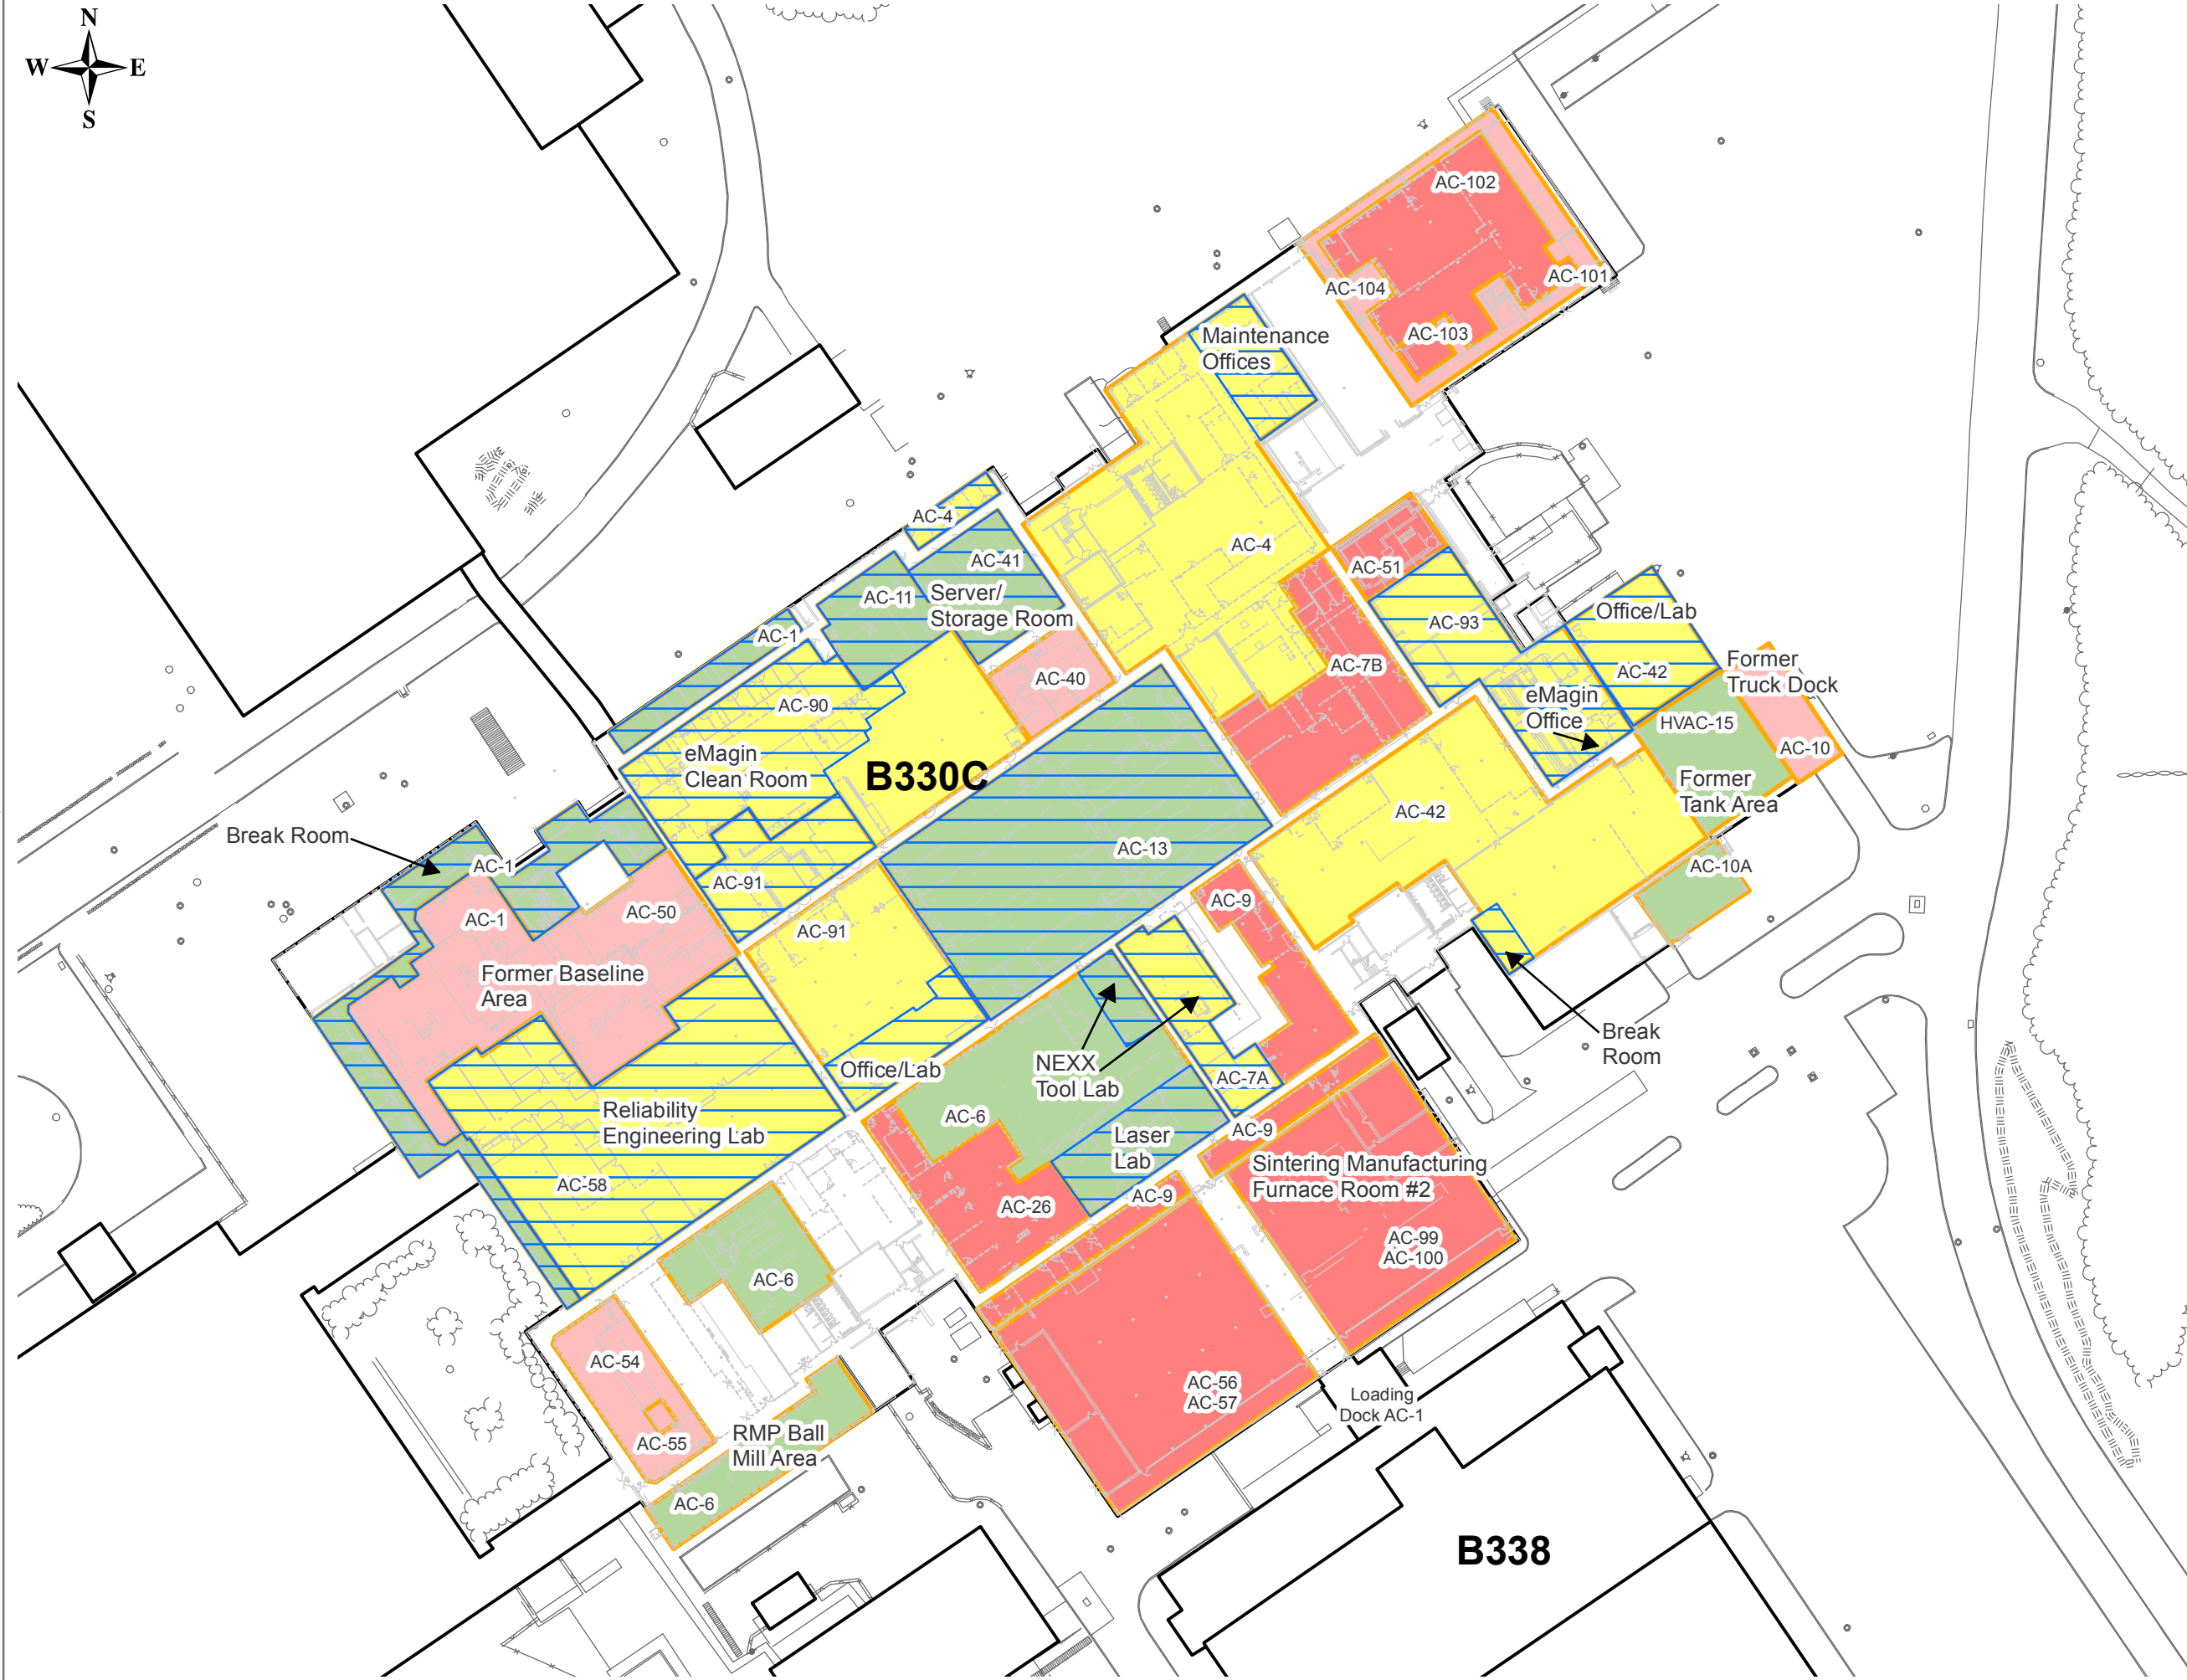 N
W E
S
AC-102
AC-101
AC-104
AC-103
Maintenance
Offices
AC-4
AC-4
AC-41
AC-51
AC-11
Server/
Storage Room
AC-93
Office/Lab
AC-1
AC-40
AC-7B
AC-42
Former
Truck Dock
AC-90
eMagin
Office
HVAC-15
AC-10
eMagin
Clean Room
B330C
Former
Tank Area
AC-42
Break Room
AC-1
AC-13
AC-10A
AC-91
AC-9
AC-1
AC-50
AC-91
Former Baseline
Area
Break
Room
NEXX
Tool Lab
Office/Lab
AC-7A
Reliability
Engineering Lab
AC-6
Laser
Lab
AC-9
Sintering Manufacturing
Furnace Room #2
AC-58
AC-9
AC-26
AC-99
AC-100
AC-6
AC-54
AC-56
AC-57
Loading
Dock AC-1
AC-55
RMP Ball
Mill Area
AC-6
B338